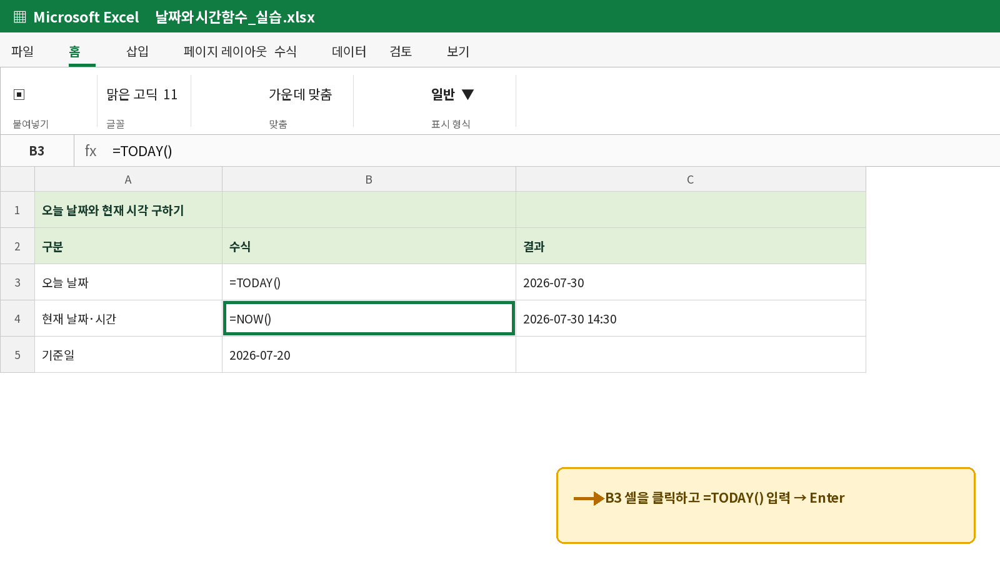 Microsoft Excel 날짜와시간함수_실습.xlsx
파일 홈 삽입 페이지 레이아웃 수식 데이터 검토 보기
맑은 고딕 11 가운데 맞춤 일반 ▼
붙여넣기 글꼴 맞춤 표시 형식
B3 fx =TODAY()
A B C
1 오늘 날짜와 현재 시각 구하기
2 구분 수식 결과
3 오늘 날짜 =TODAY() 2026-07-30
4 현재 날짜·시간 =NOW() 2026-07-30 14:30
5 기준일 2026-07-20
B3 셀을 클릭하고 =TODAY() 입력 → Enter